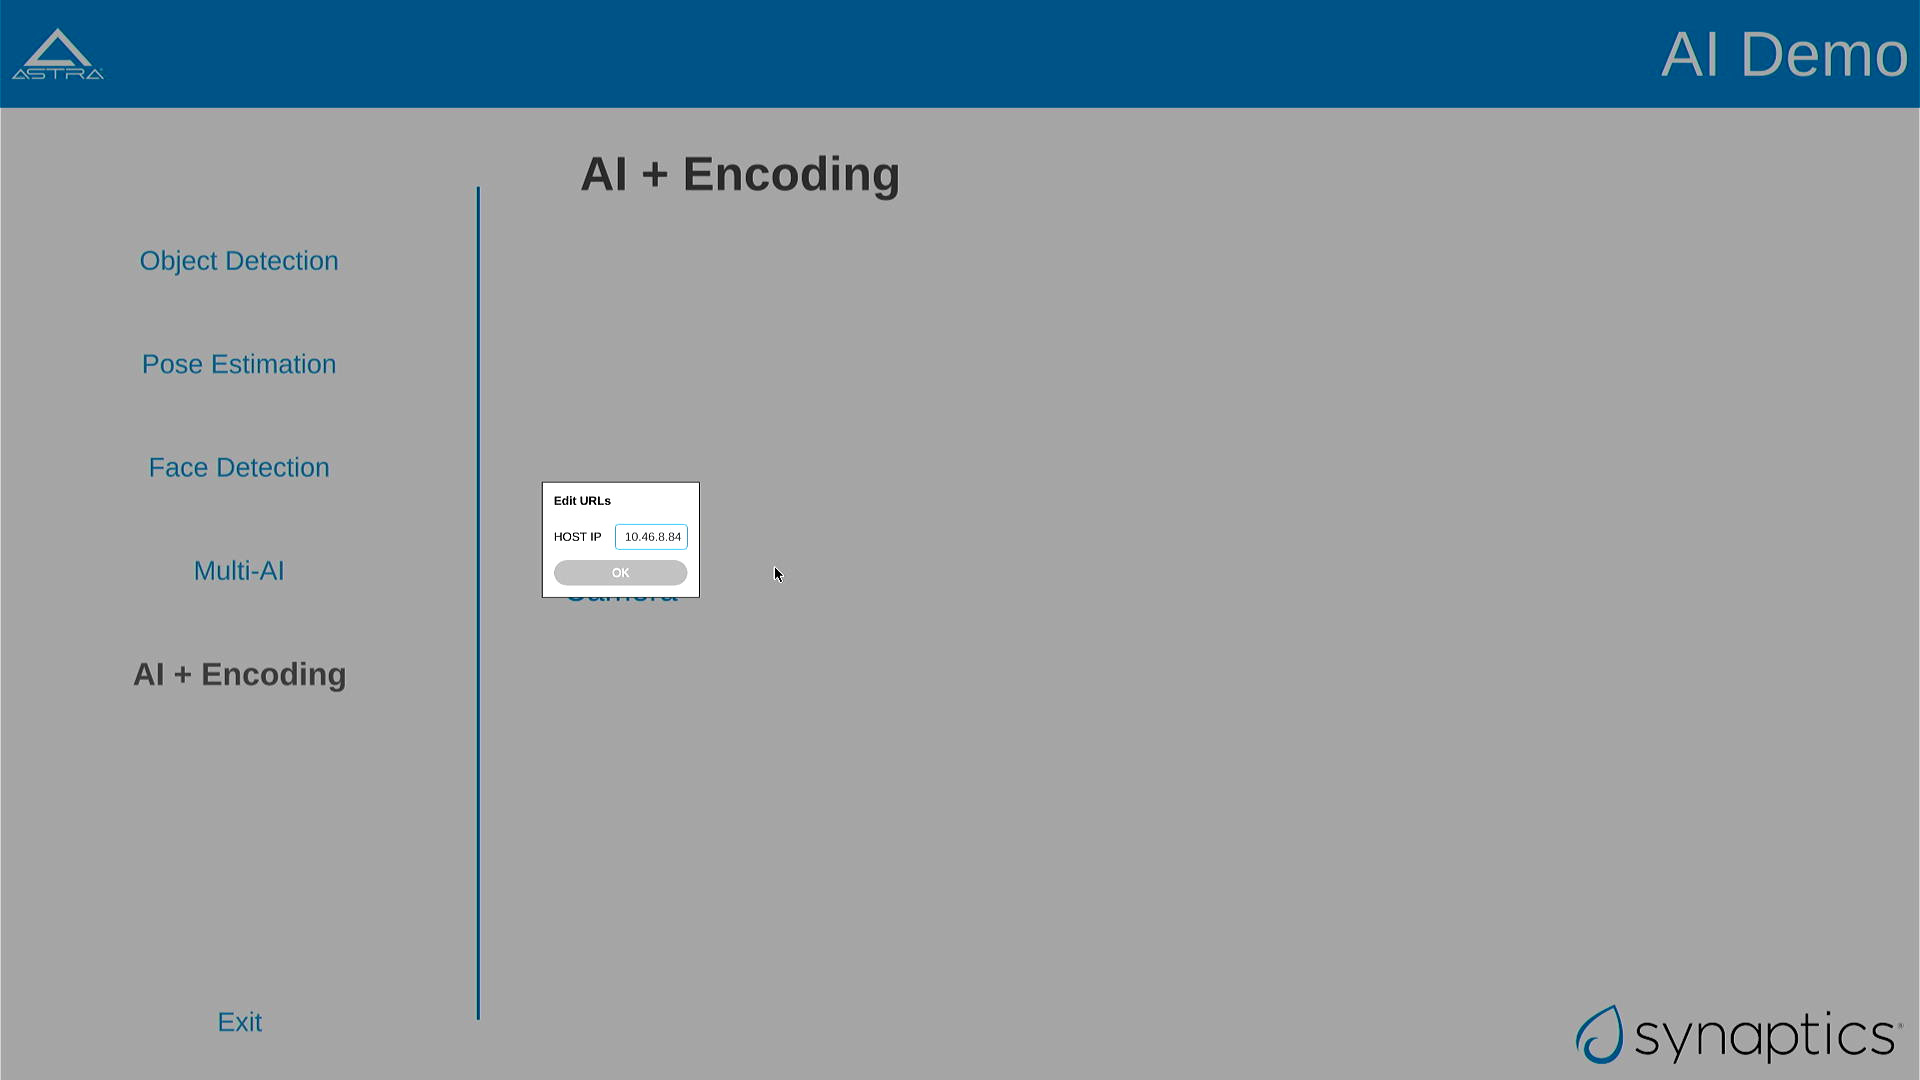 ASTRA
AI Demo
AI + Encoding
Object Detection
Pose Estimation
Face Detection
Multi-AI
AI + Encoding
Exit
Edit URLs
HOST IP 10.46.8.84
OK
Camera
synaptics